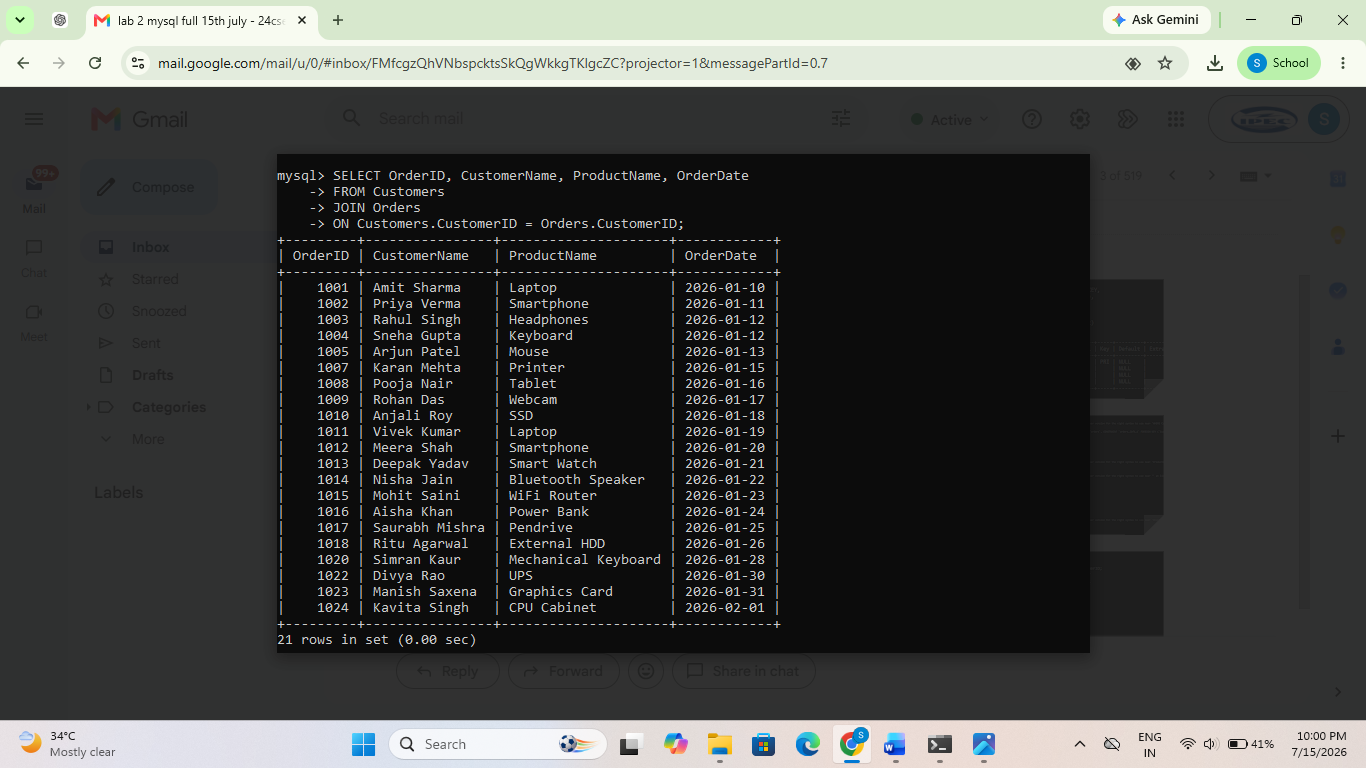 lab 2 mysql full 15th july - 24cs
Ask Gemini
mail.google.com/mail/u/0/#inbox/FMfcgzQhVNbspcktsSkQgWkkgTKlgcZC?projector=1&messagePartId=0.7
S School
Gmail
Search mail
Active
IPEC
S
99+
Mail
Compose
3 of 519
Chat
Inbox
Starred
Snoozed
Meet
Sent
Drafts
Categories
More
Labels
mysql> SELECT OrderID, CustomerName, ProductName, OrderDate
-> FROM Customers
-> JOIN Orders
-> ON Customers.CustomerID = Orders.CustomerID;
+---------+----------------+---------------------+------------+
| OrderID | CustomerName   | ProductName         | OrderDate  |
+---------+----------------+---------------------+------------+
|    1001 | Amit Sharma    | Laptop              | 2026-01-10 |
|    1002 | Priya Verma    | Smartphone          | 2026-01-11 |
|    1003 | Rahul Singh    | Headphones          | 2026-01-12 |
|    1004 | Sneha Gupta    | Keyboard            | 2026-01-12 |
|    1005 | Arjun Patel    | Mouse               | 2026-01-13 |
|    1007 | Karan Mehta    | Printer             | 2026-01-15 |
|    1008 | Pooja Nair     | Tablet              | 2026-01-16 |
|    1009 | Rohan Das      | Webcam              | 2026-01-17 |
|    1010 | Anjali Roy     | SSD                 | 2026-01-18 |
|    1011 | Vivek Kumar    | Laptop              | 2026-01-19 |
|    1012 | Meera Shah     | Smartphone          | 2026-01-20 |
|    1013 | Deepak Yadav   | Smart Watch         | 2026-01-21 |
|    1014 | Nisha Jain     | Bluetooth Speaker   | 2026-01-22 |
|    1015 | Mohit Saini    | WiFi Router         | 2026-01-23 |
|    1016 | Aisha Khan     | Power Bank          | 2026-01-24 |
|    1017 | Saurabh Mishra | Pendrive            | 2026-01-25 |
|    1018 | Ritu Agarwal   | External HDD        | 2026-01-26 |
|    1020 | Simran Kaur    | Mechanical Keyboard | 2026-01-28 |
|    1022 | Divya Rao      | UPS                 | 2026-01-30 |
|    1023 | Manish Saxena  | Graphics Card       | 2026-01-31 |
|    1024 | Kavita Singh   | CPU Cabinet         | 2026-02-01 |
+---------+----------------+---------------------+------------+
21 rows in set (0.00 sec)
Reply
Forward
Share in chat
34°C
Mostly clear
Search
S
ENG
IN
41%
10:00 PM
7/15/2026